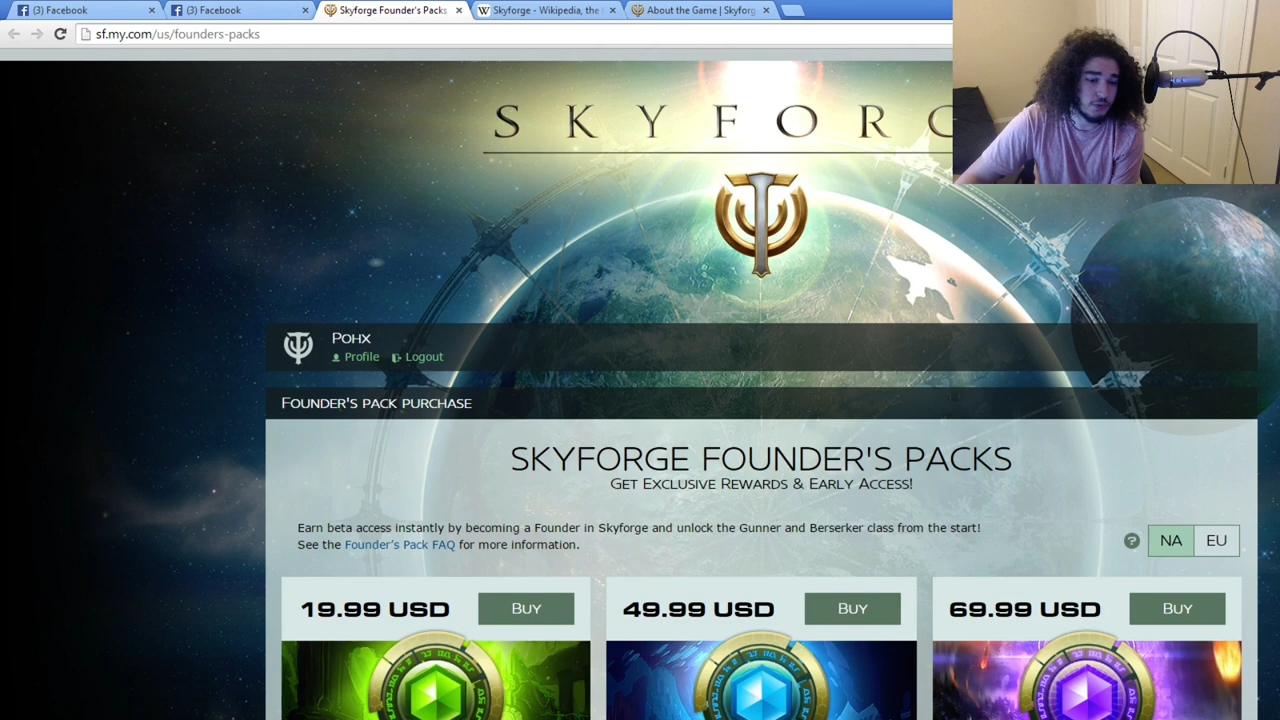 (3) Facebook
(3) Facebook
Skyforge Founder's Packs
Skyforge - Wikipedia, the
About the Game | Skyforg
sf.my.com/us/founders-packs
SKYFORG
POHX
Profile
Logout
FOUNDER'S PACK PURCHASE
SKYFORGE FOUNDER'S PACKS
GET EXCLUSIVE REWARDS & EARLY ACCESS!
Earn beta access instantly by becoming a Founder in Skyforge and unlock the Gunner and Berserker class from the start!
See the Founder's Pack FAQ for more information.
?
NA
EU
19.99 USD
BUY
49.99 USD
BUY
69.99 USD
BUY